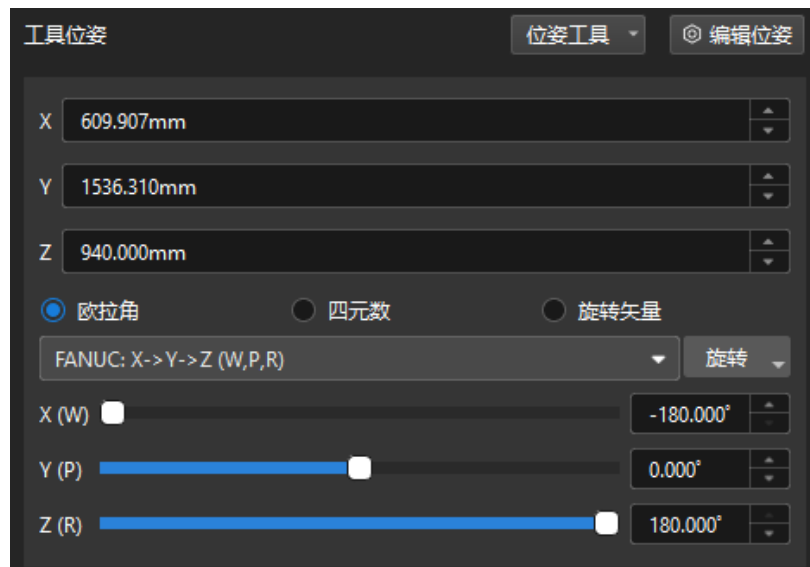 工具位姿 位姿工具 编辑位姿
X 609.907mm
Y 1536.310mm
Z 940.000mm
欧拉角 四元数 旋转矢量
FANUC: X->Y->Z (W,P,R) 旋转
X (W) -180.000°
Y (P) 0.000°
Z (R) 180.000°